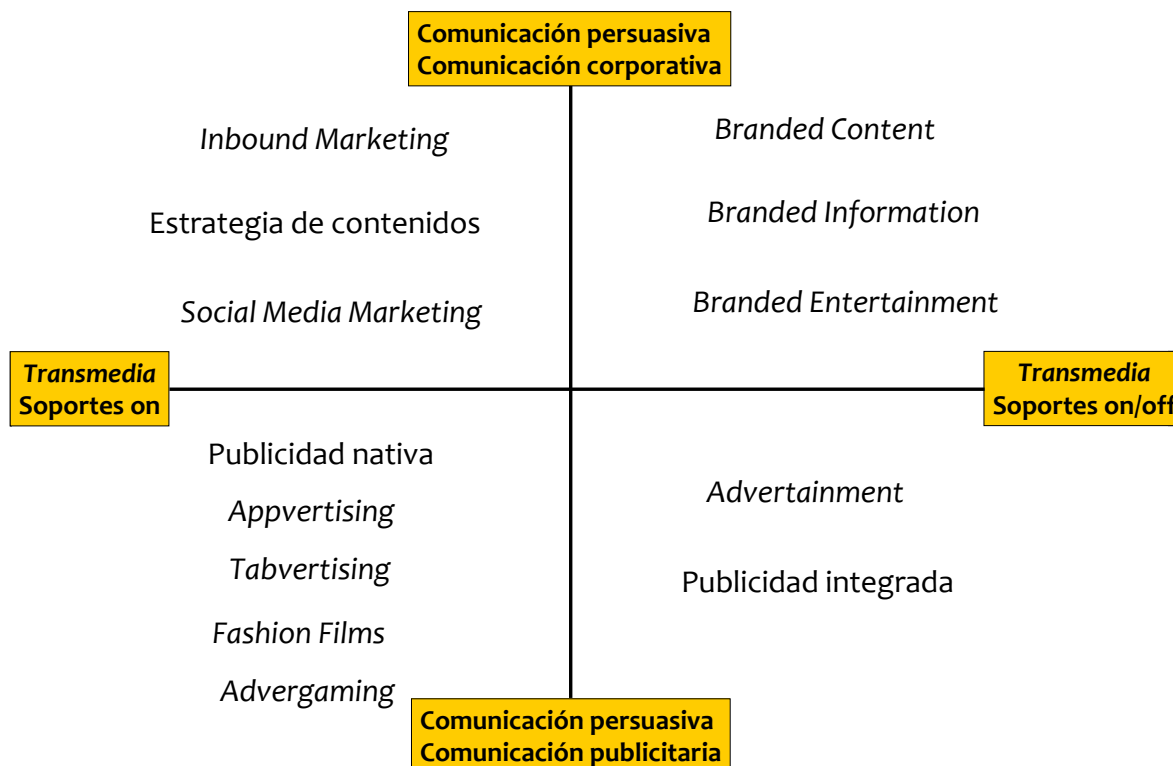 Comunicación persuasiva
Comunicación corporativa
Inbound Marketing
Branded Content
Estrategia de contenidos
Branded Information
Social Media Marketing
Branded Entertainment
Transmedia
Soportes on
Transmedia
Soportes on/off
Publicidad nativa
Appvertising
Advertainment
Tabvertising
Publicidad integrada
Fashion Films
Advergaming
Comunicación persuasiva
Comunicación publicitaria